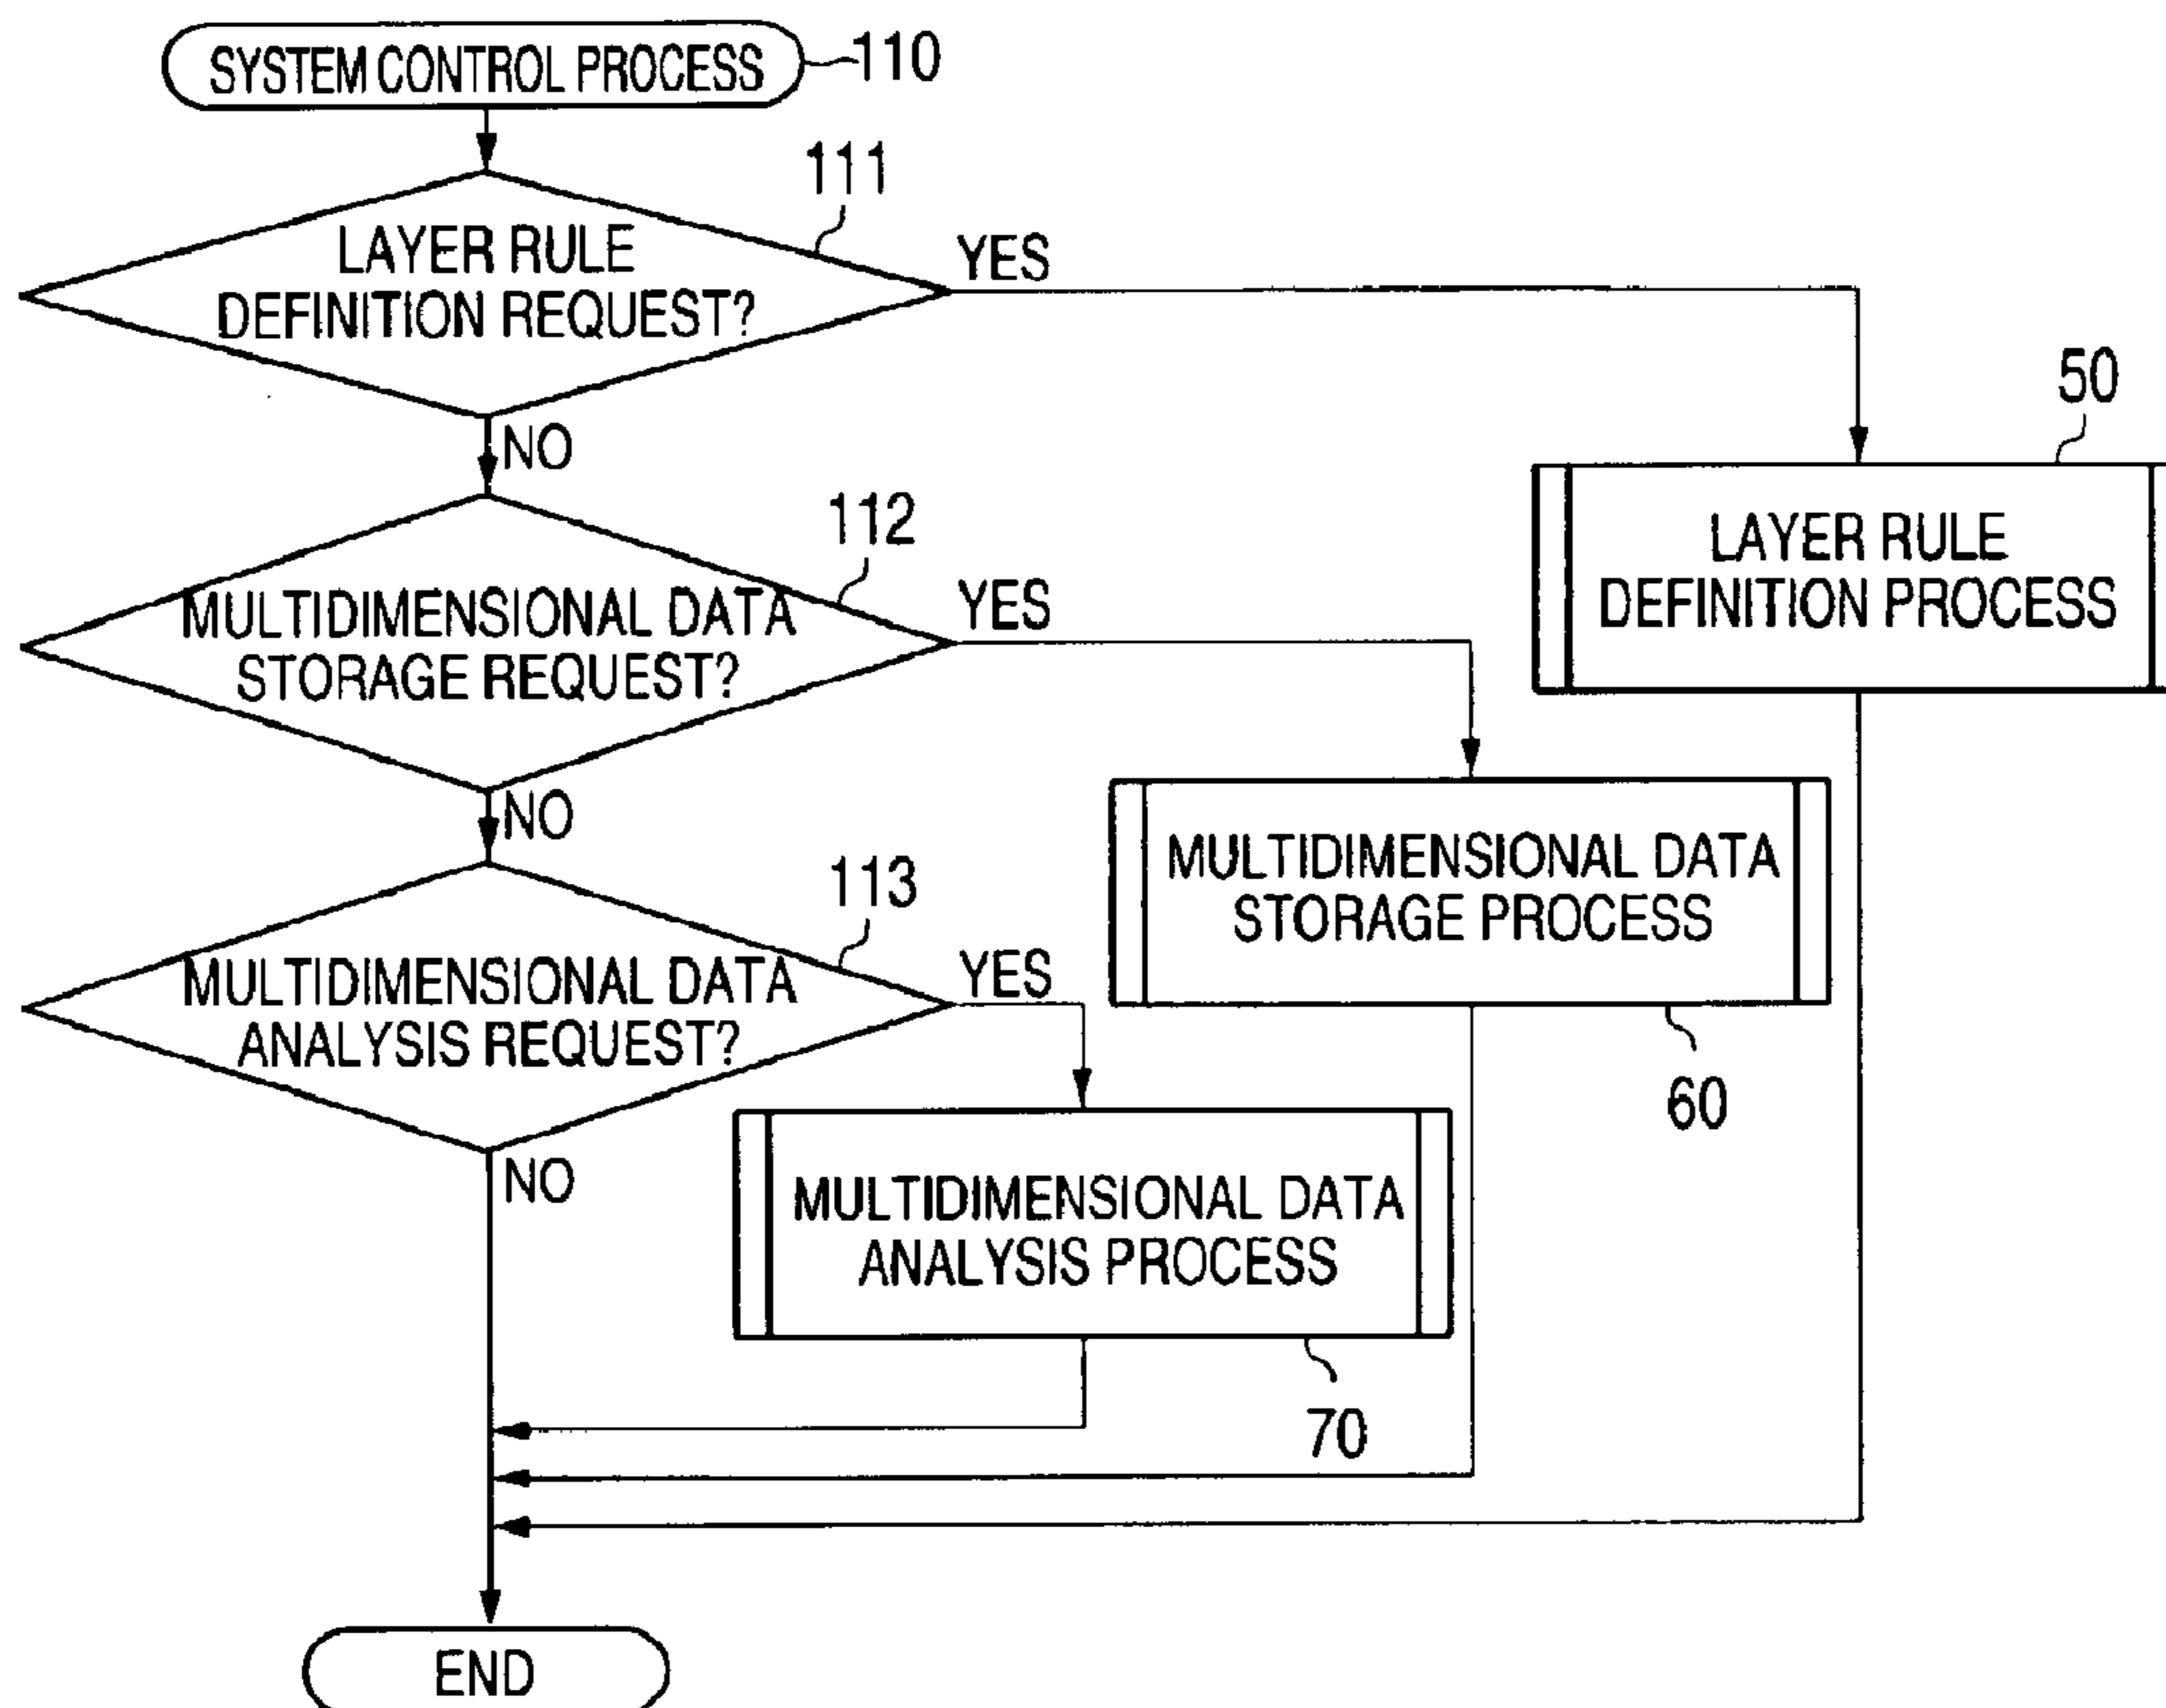 SYSTEM CONTROL PROCESS
110
111
LAYER RULE
DEFINITION REQUEST?
YES
50
NO
LAYER RULE
DEFINITION PROCESS
112
MULTIDIMENSIONAL DATA
STORAGE REQUEST?
YES
NO
MULTIDIMENSIONAL DATA
STORAGE PROCESS
60
113
MULTIDIMENSIONAL DATA
ANALYSIS REQUEST?
YES
NO
MULTIDIMENSIONAL DATA
ANALYSIS PROCESS
70
END